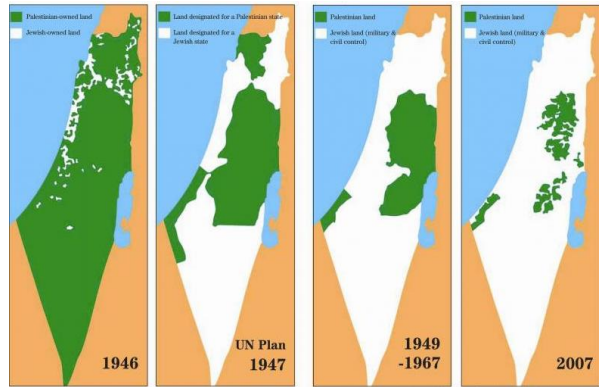 Palestinian-owned land
Jewish-owned land
1946
Land designated for a Palestinian state
Land designated for a
Jewish state
UN Plan
1947
Palestinian land
Jewish land (military &
civil control)
1949
-1967
Palestinian land
Jewish land (military &
civil control)
2007